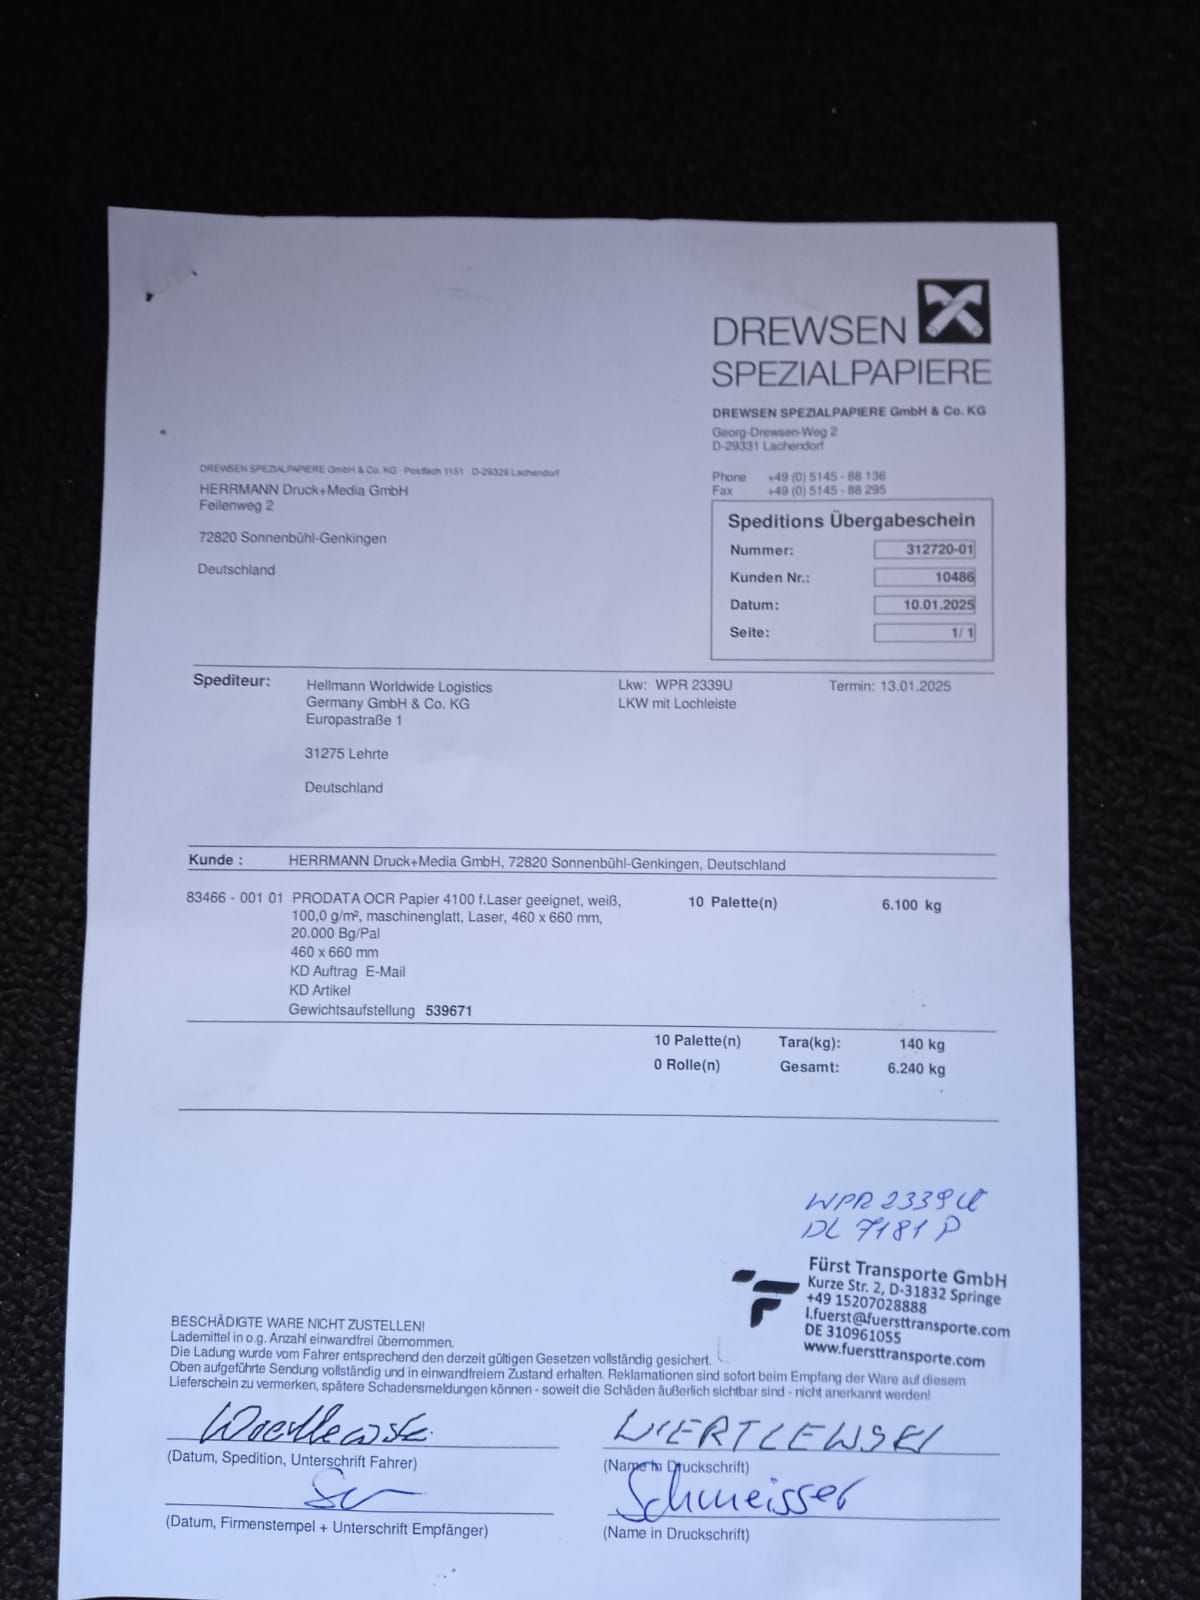 DREWSEN
SPEZIALPAPIERE
DREWSEN SPEZIALPAPIERE GmbH & Co. KG
Georg-Drewsen-Weg 2
D-29331 Lachendorf
Phone +49 (0) 5145 - 88 136
Fax +49 (0) 5145 - 88 295
DREWSEN SPEZIALPAPIERE GmbH & Co. KG · Postfach 1151 · D-29329 Lachendorf
HERRMANN Druck+Media GmbH
Feilenweg 2
72820 Sonnenbühl-Genkingen
Deutschland
Speditions Übergabeschein
Nummer: 312720-01
Kunden Nr.: 10486
Datum: 10.01.2025
Seite: 1/ 1
Spediteur: Hellmann Worldwide Logistics Lkw: WPR 2339U Termin: 13.01.2025
Germany GmbH & Co. KG LKW mit Lochleiste
Europastraße 1
31275 Lehrte
Deutschland
Kunde : HERRMANN Druck+Media GmbH, 72820 Sonnenbühl-Genkingen, Deutschland
83466 - 001 01 PRODATA OCR Papier 4100 f.Laser geeignet, weiß, 10 Palette(n) 6.100 kg
100,0 g/m², maschinenglatt, Laser, 460 x 660 mm,
20.000 Bg/Pal
460 x 660 mm
KD Auftrag E-Mail
KD Artikel
Gewichtsaufstellung 539671
10 Palette(n) Tara(kg): 140 kg
0 Rolle(n) Gesamt: 6.240 kg
WPR 2339U
DL 7181 P
Fürst Transporte GmbH
Kurze Str. 2, D-31832 Springe
+49 15207028888
l.fuerst@fuersttransporte.com
DE 310961055
www.fuersttransporte.com
BESCHÄDIGTE WARE NICHT ZUSTELLEN!
Lademittel in o.g. Anzahl einwandfrei übernommen.
Die Ladung wurde vom Fahrer entsprechend den derzeit gültigen Gesetzen vollständig gesichert.
Oben aufgeführte Sendung vollständig und in einwandfreiem Zustand erhalten. Reklamationen sind sofort beim Empfang der Ware auf diesem
Lieferschein zu vermerken, spätere Schadensmeldungen können - soweit die Schäden äußerlich sichtbar sind - nicht anerkannt werden!
WIERTLEWSKI
(Datum, Spedition, Unterschrift Fahrer) (Name in Druckschrift)
Schmeisser
(Datum, Firmenstempel + Unterschrift Empfänger) (Name in Druckschrift)